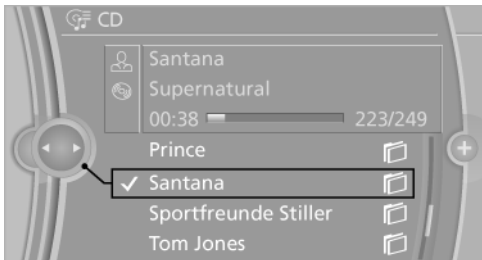 CD
Santana
Supernatural
00:38 223/249
Prince
Santana
Sportfreunde Stiller
Tom Jones